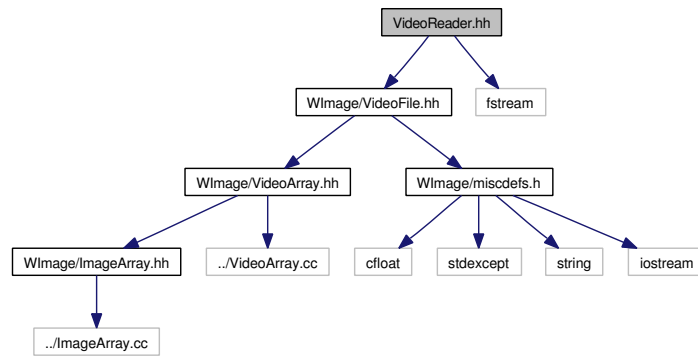 VideoReader.hh
WImage/VideoFile.hh
fstream
WImage/VideoArray.hh
WImage/miscdefs.h
WImage/ImageArray.hh
../VideoArray.cc
cfloat
stdexcept
string
iostream
../ImageArray.cc